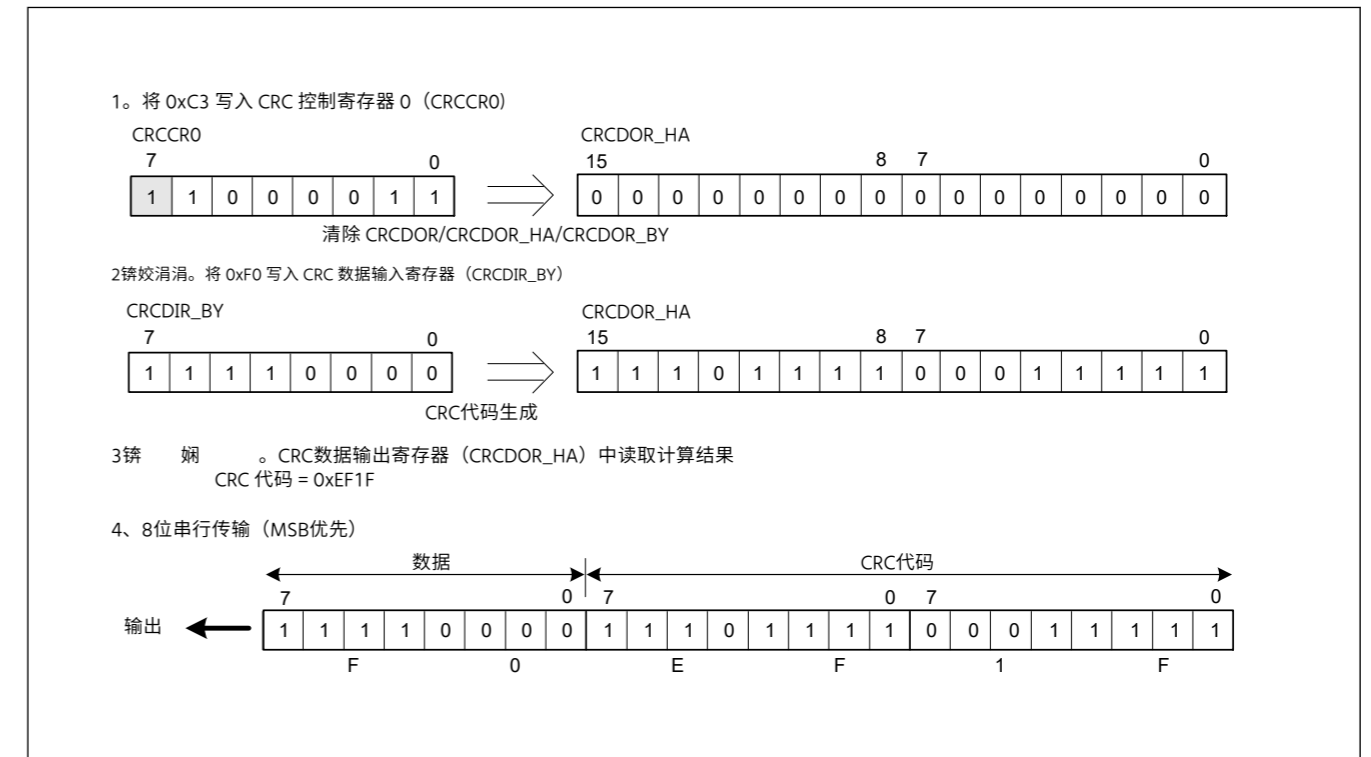 1。将 0xC3 写入 CRC 控制寄存器 0（CRCCR0)
CRCCR0 CRCDOR_HA
7 0 15 8 7 0
1 1 0 0 0 0 1 1 0 0 0 0 0 0 0 0 0 0 0 0 0 0 0 0
清除 CRCDOR/CRCDOR_HA/CRCDOR_BY
2锛姣涓涓。将 0xF0 写入 CRC 数据输入寄存器（CRCDIR_BY）
CRCDIR_BY CRCDOR_HA
7 0 15 8 7 0
1 1 1 1 0 0 0 0 1 1 1 0 1 1 1 1 0 0 0 1 1 1 1 1
CRC代码生成
3锛 娴 。CRC数据输出寄存器（CRCDOR_HA）中读取计算结果
CRC 代码 = 0xEF1F
4、8位串行传输（MSB优先）
数据 CRC代码
7 0 7 0 7 0
输出 1 1 1 1 0 0 0 0 1 1 1 0 1 1 1 1 0 0 0 1 1 1 1 1
F 0 E F 1 F